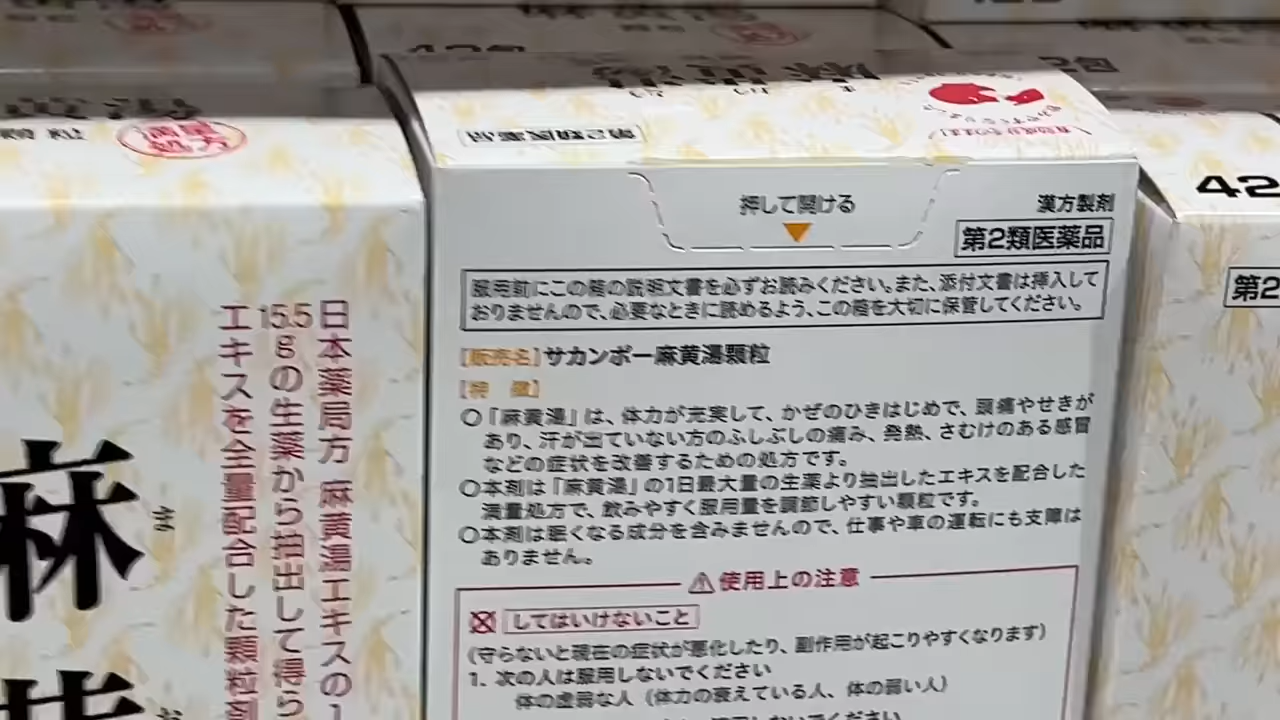 42包
2包
第2類医薬品
満量
処方
42
押して開ける
漢方製剤
第2類医薬品
第2
服用前にこの箱の説明文書を必ずお読みください。また、添付文書は挿入して
おりませんので、必要なときに読めるよう、この箱を大切に保管してください。
【販売名】サカンポー麻黄湯顆粒
【特 徴】
○「麻黄湯」は、体力が充実して、かぜのひきはじめで、頭痛やせきが
あり、汗が出ていない方のふしぶしの痛み、発熱、さむけのある感冒
などの症状を改善するための処方です。
○本剤は「麻黄湯」の1日最大量の生薬より抽出したエキスを配合した
満量処方で、飲みやすく服用量を調節しやすい顆粒です。
○本剤は眠くなる成分を含みませんので、仕事や車の運転にも支障は
ありません。
使用上の注意
してはいけないこと
(守らないと現在の症状が悪化したり、副作用が起こりやすくなります)
1. 次の人は服用しないでください
体の虚弱な人(体力の衰えている人、体の弱い人)
日本薬局方 麻黄湯エキスの1
15.5gの生薬から抽出して得ら
エキスを全量配合した顆粒剤
麻
ま